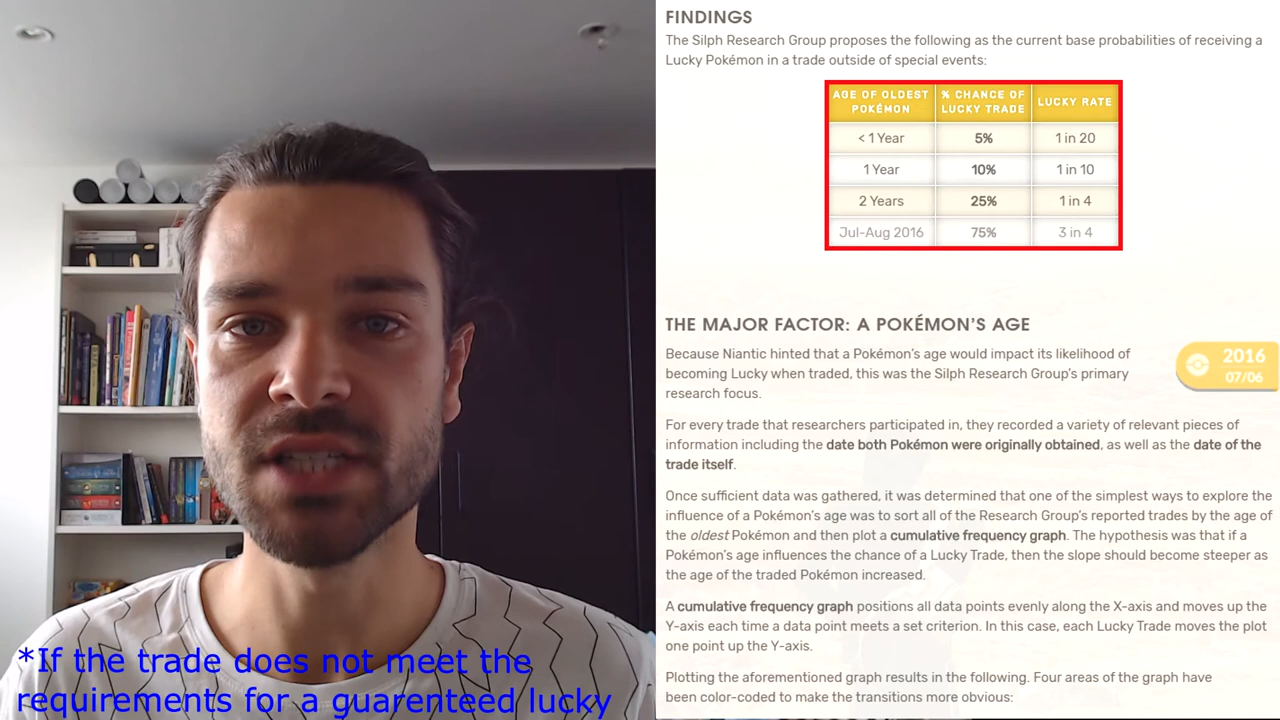 FINDINGS
The Silph Research Group proposes the following as the current base probabilities of receiving a
Lucky Pokémon in a trade outside of special events:
AGE OF OLDEST POKÉMON % CHANCE OF LUCKY TRADE LUCKY RATE
< 1 Year 5% 1 in 20
1 Year 10% 1 in 10
2 Years 25% 1 in 4
Jul-Aug 2016 75% 3 in 4
THE MAJOR FACTOR: A POKÉMON'S AGE
Because Niantic hinted that a Pokémon's age would impact its likelihood of
becoming Lucky when traded, this was the Silph Research Group's primary
research focus.
2016
07/06
For every trade that researchers participated in, they recorded a variety of relevant pieces of
information including the date both Pokémon were originally obtained, as well as the date of the
trade itself.
Once sufficient data was gathered, it was determined that one of the simplest ways to explore the
influence of a Pokémon's age was to sort all of the Research Group's reported trades by the age of
the oldest Pokémon and then plot a cumulative frequency graph. The hypothesis was that if a
Pokémon's age influences the chance of a Lucky Trade, then the slope should become steeper as
the age of the traded Pokémon increased.
A cumulative frequency graph positions all data points evenly along the X-axis and moves up the
Y-axis each time a data point meets a set criterion. In this case, each Lucky Trade moves the plot
one point up the Y-axis.
Plotting the aforementioned graph results in the following. Four areas of the graph have
been color-coded to make the transitions more obvious:
*If the trade does not meet the
requirements for a guarenteed lucky